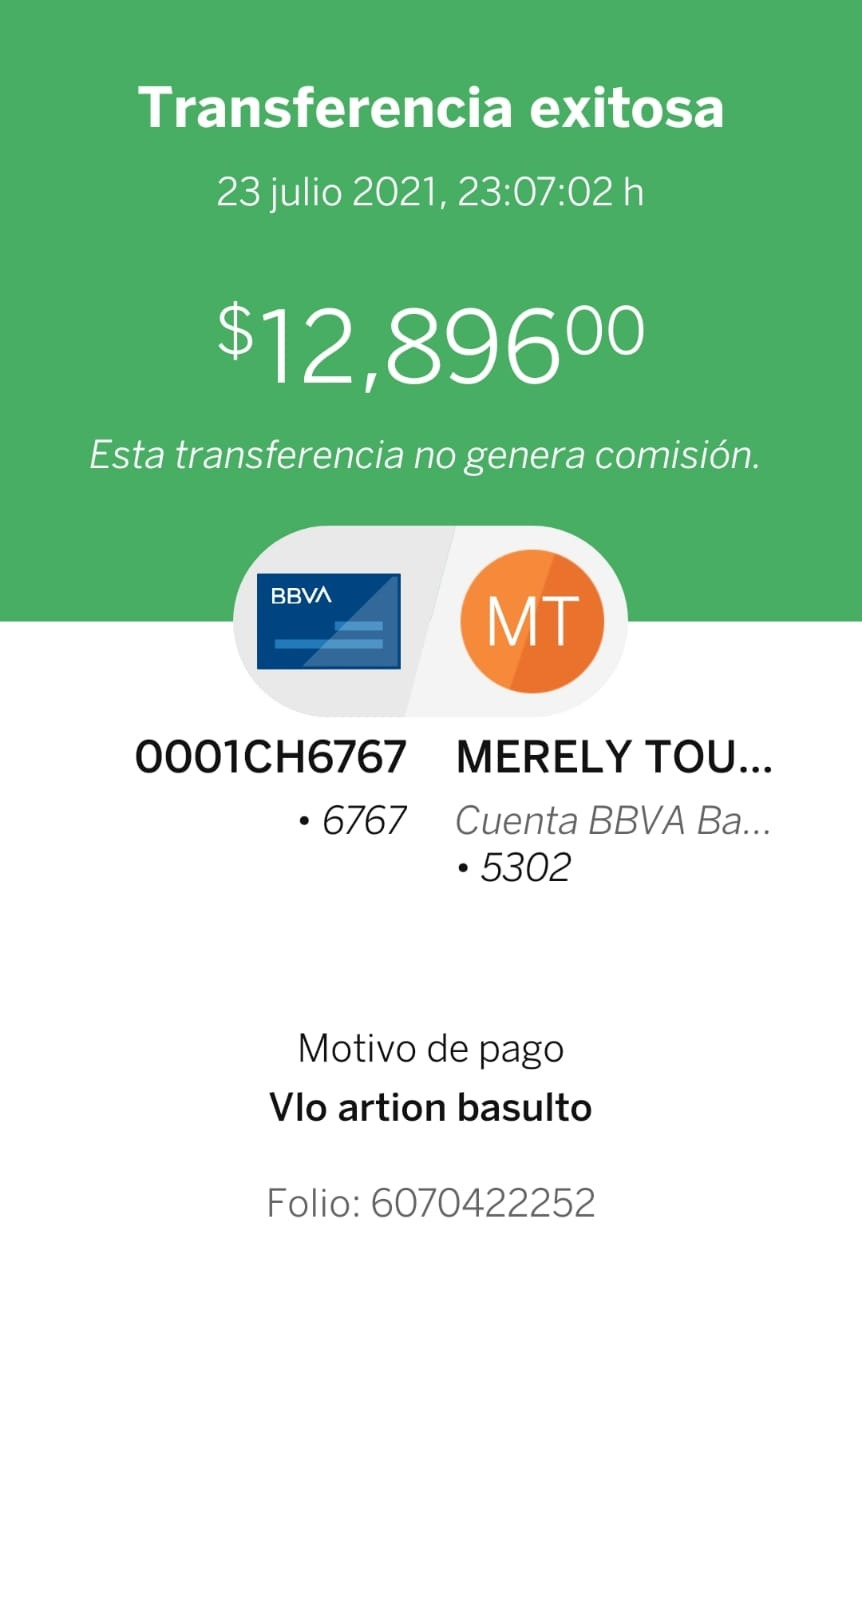 Transferencia exitosa
23 julio 2021, 23:07:02 h
$12,89600
Esta transferencia no genera comisión.
BBVA
MT
0001CH6767
• 6767
MERELY TOU...
Cuenta BBVA Ba...
• 5302
Motivo de pago
Vlo artion basulto
Folio: 6070422252